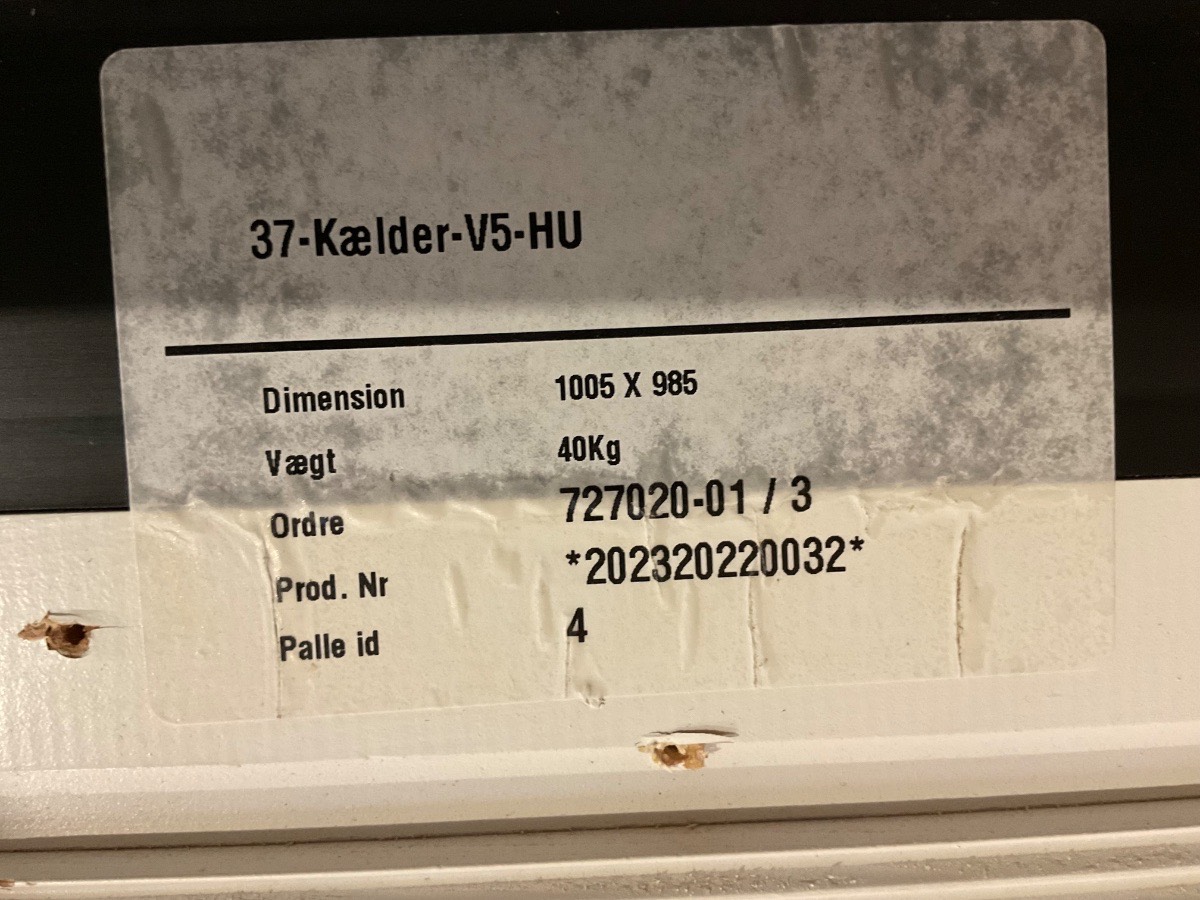 37-Kælder-V5-HU
Dimension 1005 X 985
Vægt 40Kg
Ordre 727020-01 / 3
Prod. Nr *202320220032*
Palle id 4